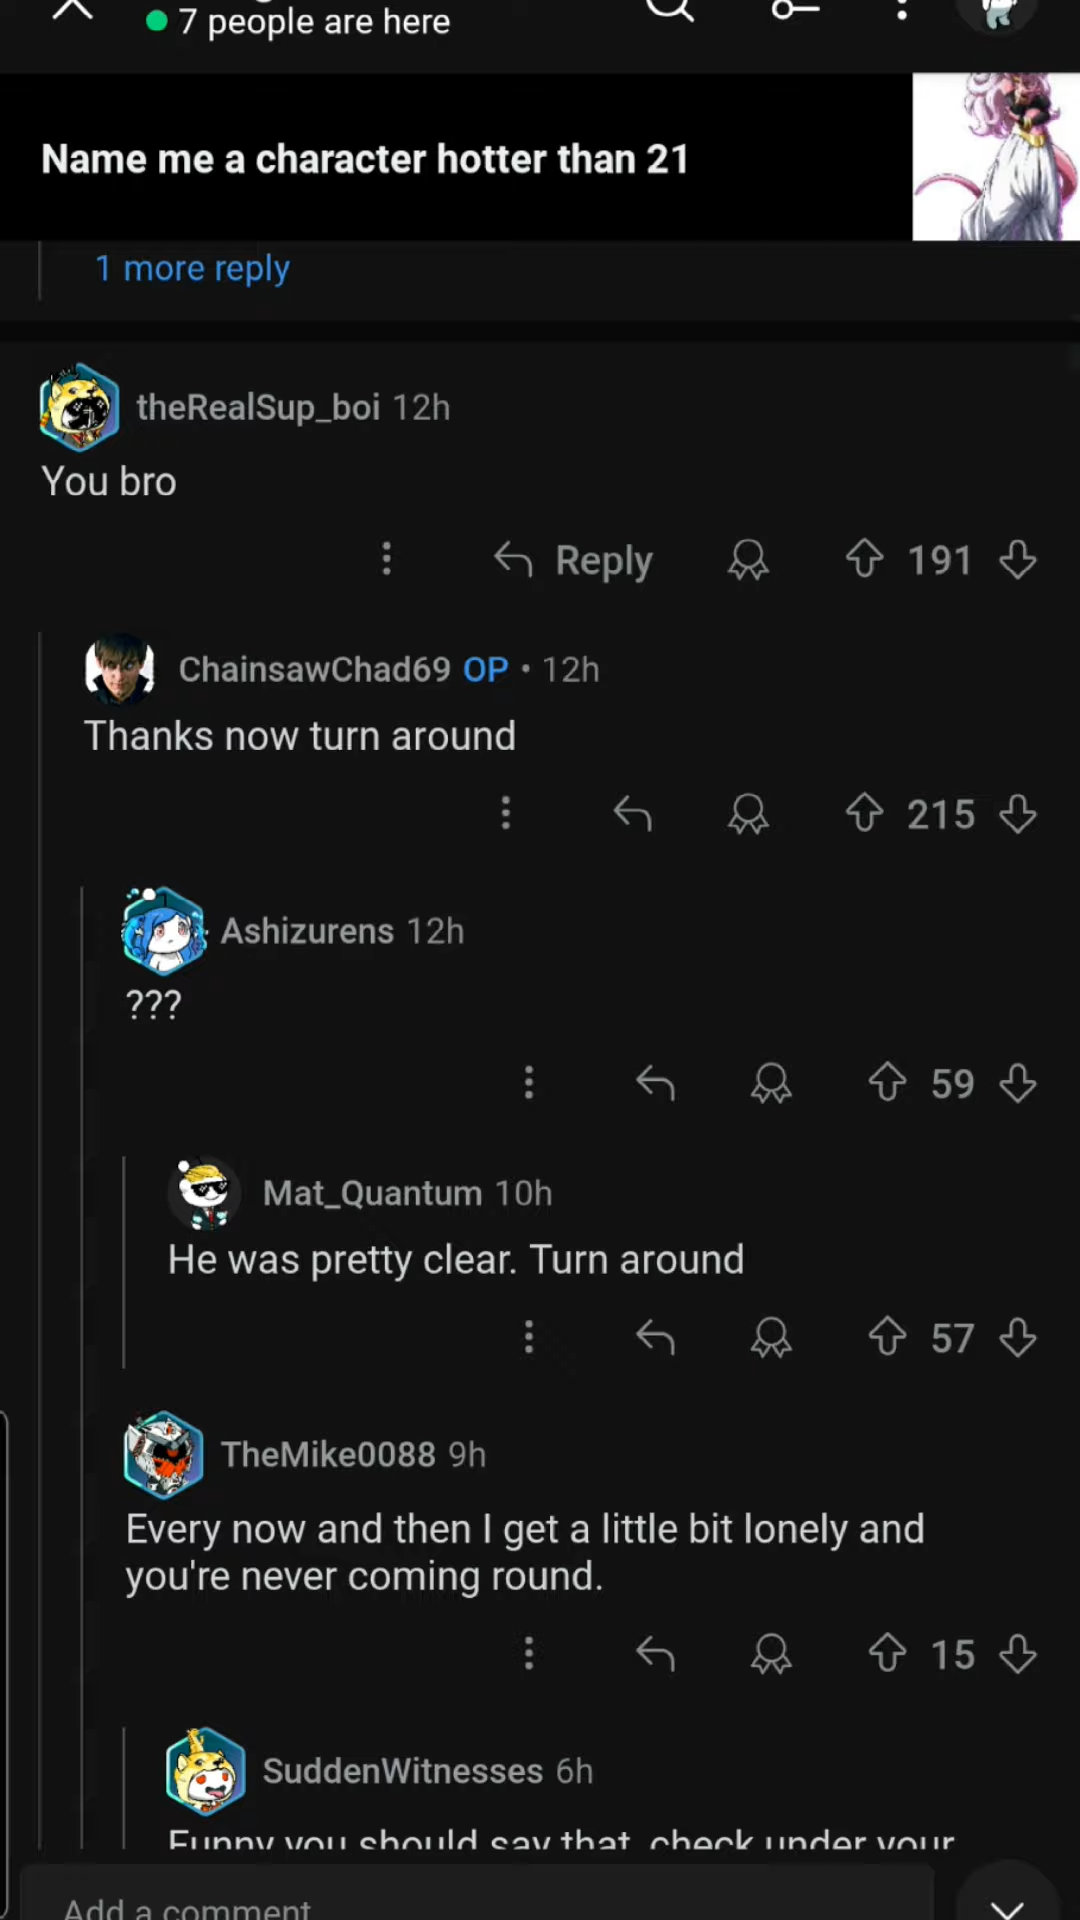 7 people are here
Name me a character hotter than 21
1 more reply
theRealSup_boi 12h
You bro
Reply 191
ChainsawChad69 OP • 12h
Thanks now turn around
215
Ashizurens 12h
???
59
Mat_Quantum 10h
He was pretty clear. Turn around
57
TheMike0088 9h
Every now and then I get a little bit lonely and
you're never coming round.
15
SuddenWitnesses 6h
Funny you should say that, check under your
Add a comment